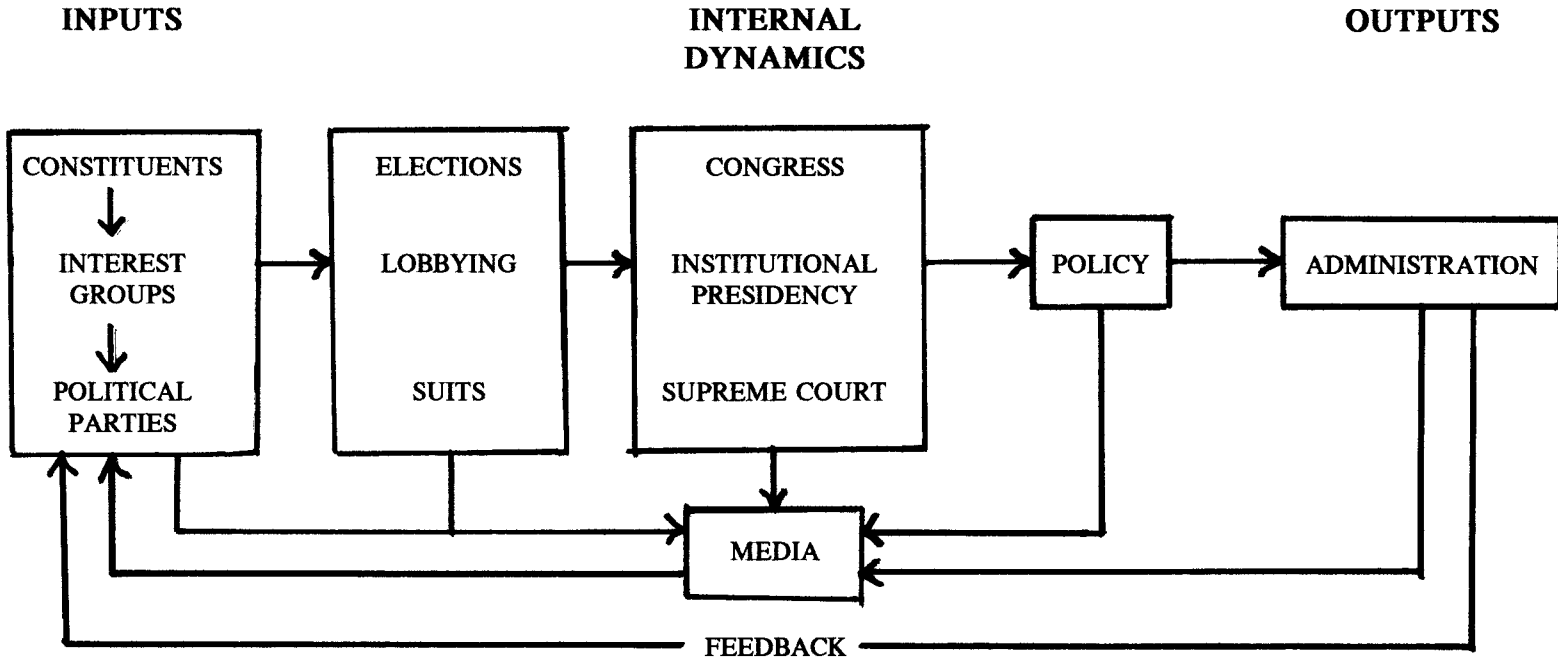 INPUTS
INTERNAL
DYNAMICS
OUTPUTS
CONSTITUENTS
INTEREST
GROUPS
POLITICAL
PARTIES
ELECTIONS
LOBBYING
SUITS
CONGRESS
INSTITUTIONAL
PRESIDENCY
SUPREME COURT
POLICY
ADMINISTRATION
MEDIA
FEEDBACK